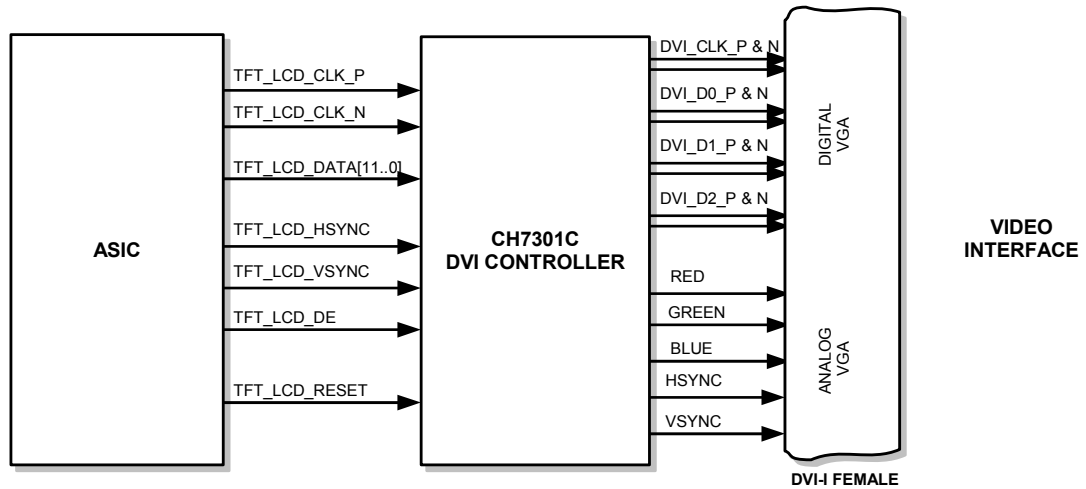 ASIC
TFT_LCD_CLK_P
TFT_LCD_CLK_N
TFT_LCD_DATA[11..0]
TFT_LCD_HSYNC
TFT_LCD_VSYNC
TFT_LCD_DE
TFT_LCD_RESET
CH7301C
DVI CONTROLLER
DVI_CLK_P & N
DVI_D0_P & N
DVI_D1_P & N
DVI_D2_P & N
RED
GREEN
BLUE
HSYNC
VSYNC
DIGITAL
VGA
ANALOG
VGA
DVI-I FEMALE
VIDEO
INTERFACE